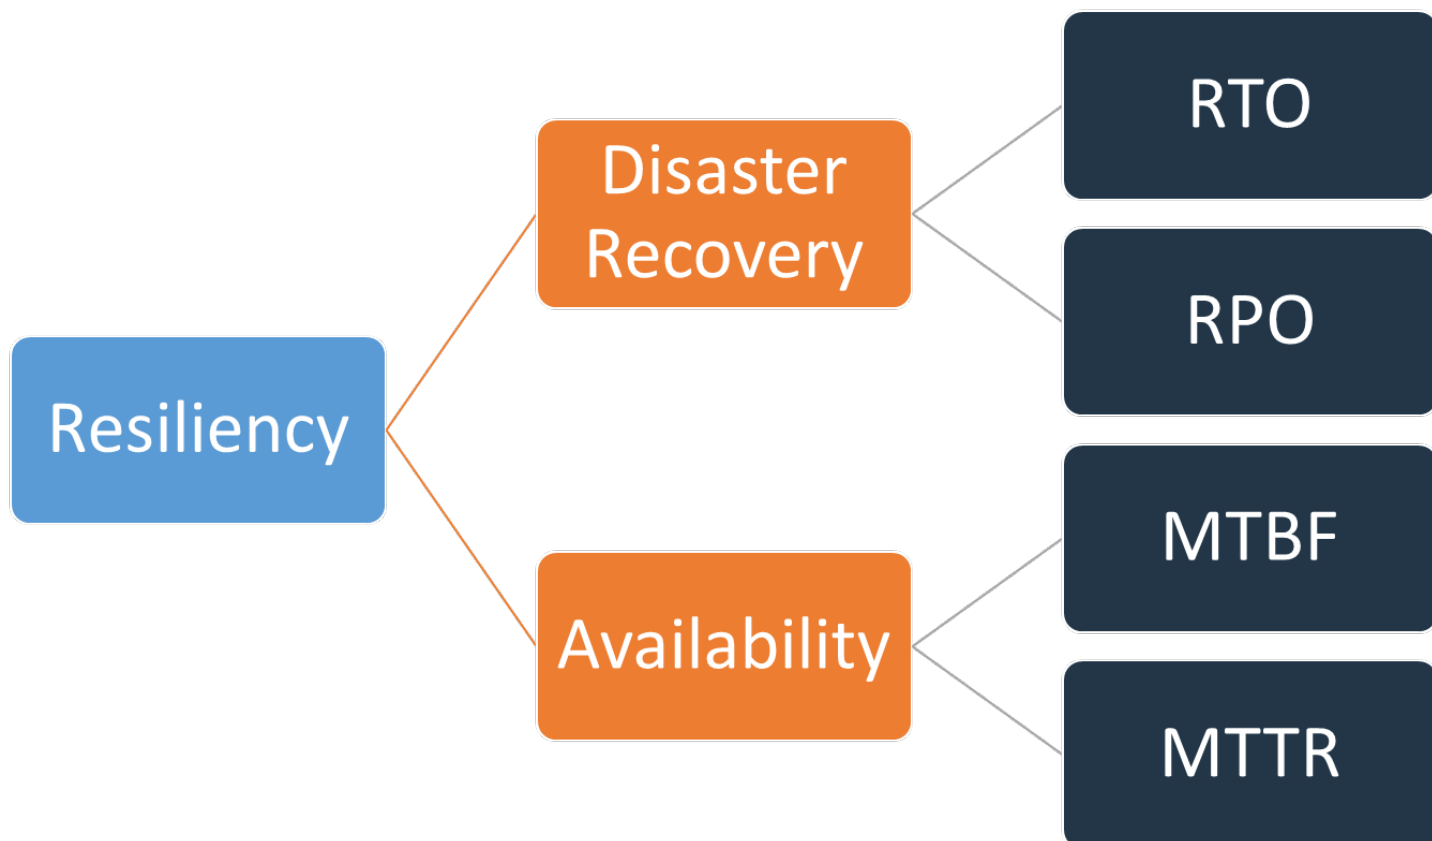 Resiliency
Disaster
Recovery
RTO
RPO
Availability
MTBF
MTTR